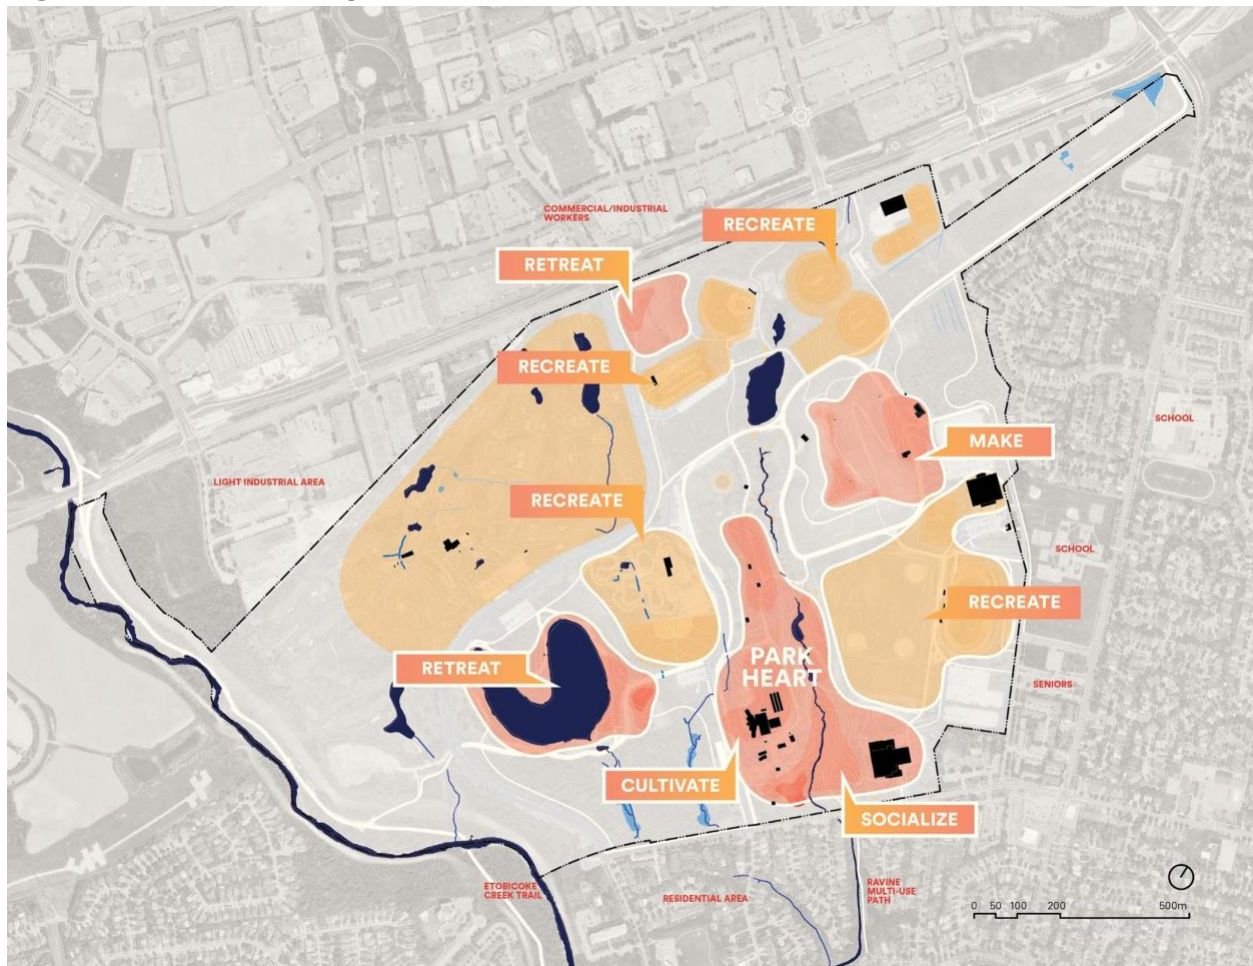 COMMERCIAL/INDUSTRIAL
WORKERS
RECREATE
RETREAT
RECREATE
SCHOOL
MAKE
LIGHT INDUSTRIAL AREA
RECREATE
SCHOOL
RECREATE
PARK
HEART
RETREAT
SENIORS
CULTIVATE
SOCIALIZE
ETOBICOKE
CREEK TRAIL
RESIDENTIAL AREA
RAVINE
MULTI-USE
PATH
0 50 100 200 500m